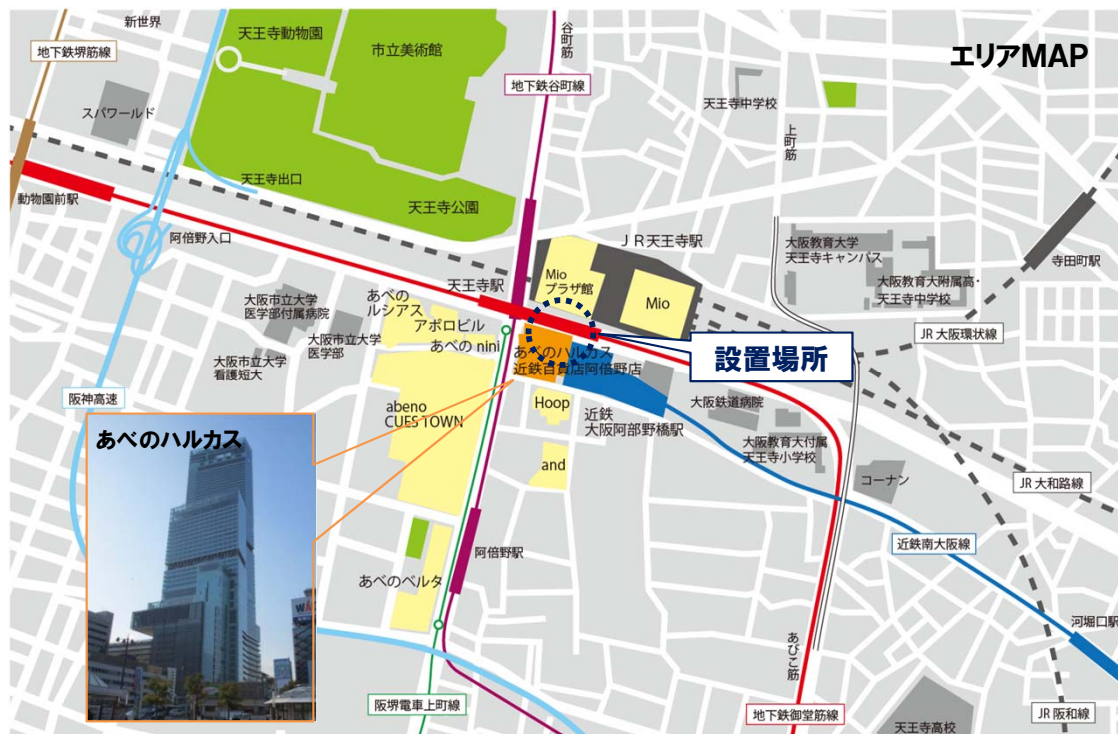 エリアMAP
新世界
地下鉄堺筋線
天王寺動物園
市立美術館
谷町筋
地下鉄谷町線
天王寺中学校
上町筋
スパワールド
動物園前駅
天王寺出口
天王寺公園
阿倍野入口
JR天王寺駅
大阪教育大学
天王寺キャンパス
大阪教育大附属高・
天王寺中学校
寺田町駅
JR 大阪環状線
天王寺駅
Mio
プラザ館
Mio
大阪市立大学
医学部付属病院
あべの
ルシアス
アポロビル
大阪市立大学
医学部
あべの nini
大阪市立大学
看護短大
あべのハルカス
近鉄百貨店阿倍野店
設置場所
阪神高速
abeno
CUES TOWN
Hoop
近鉄
大阪阿部野橋駅
大阪鉄道病院
大阪教育大付属
天王寺小学校
and
コーナン
JR 大和路線
あべのハルカス
近鉄南大阪線
阿倍野駅
あべのベルタ
河堀口駅
あびこ筋
阪堺電車上町線
地下鉄御堂筋線
天王寺高校
JR 阪和線